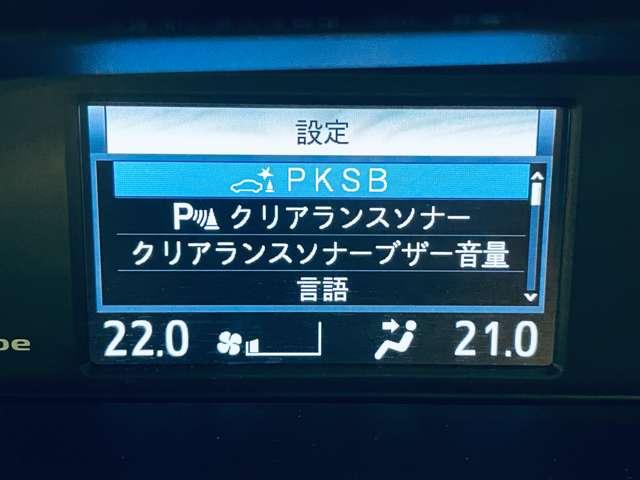 設定
PKSB
P クリアランスソナー
クリアランスソナーブザー音量
言語
22.0 21.0